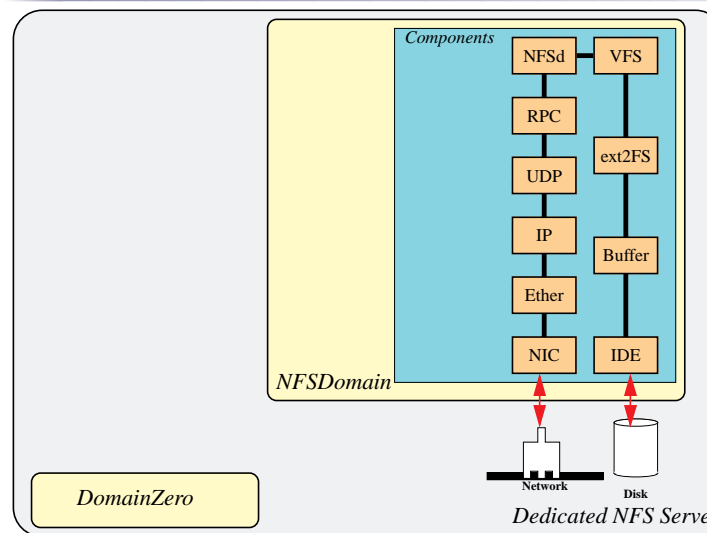 Components
NFSd
VFS
RPC
ext2FS
UDP
IP
Buffer
Ether
NIC
IDE
NFSDomain
Network
Disk
DomainZero
Dedicated NFS Serve